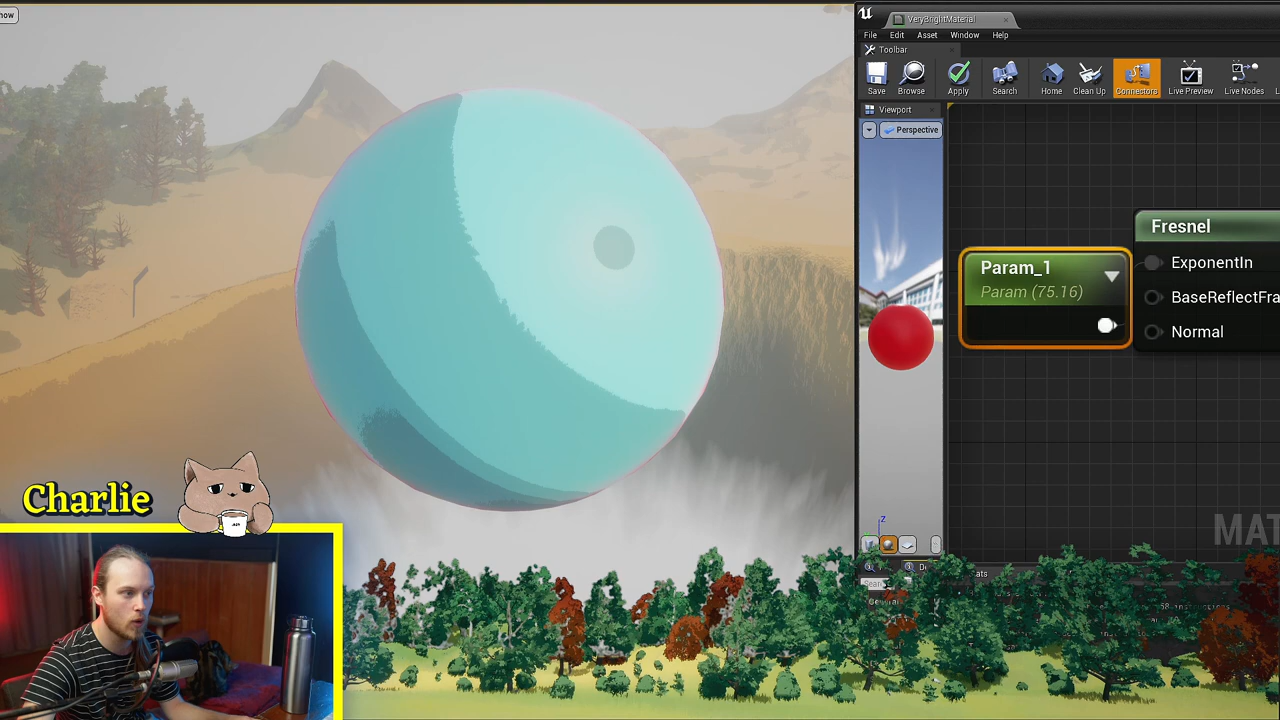 now
VeryBrightMaterial
File Edit Asset Window Help
Toolbar
Save Browse Apply Search Home Clean Up Connectors Live Preview Live Nodes
Viewport
Perspective
Fresnel
Param_1
Param (75.16)
ExponentIn
BaseReflectFra
Normal
Z
MAT
Charlie